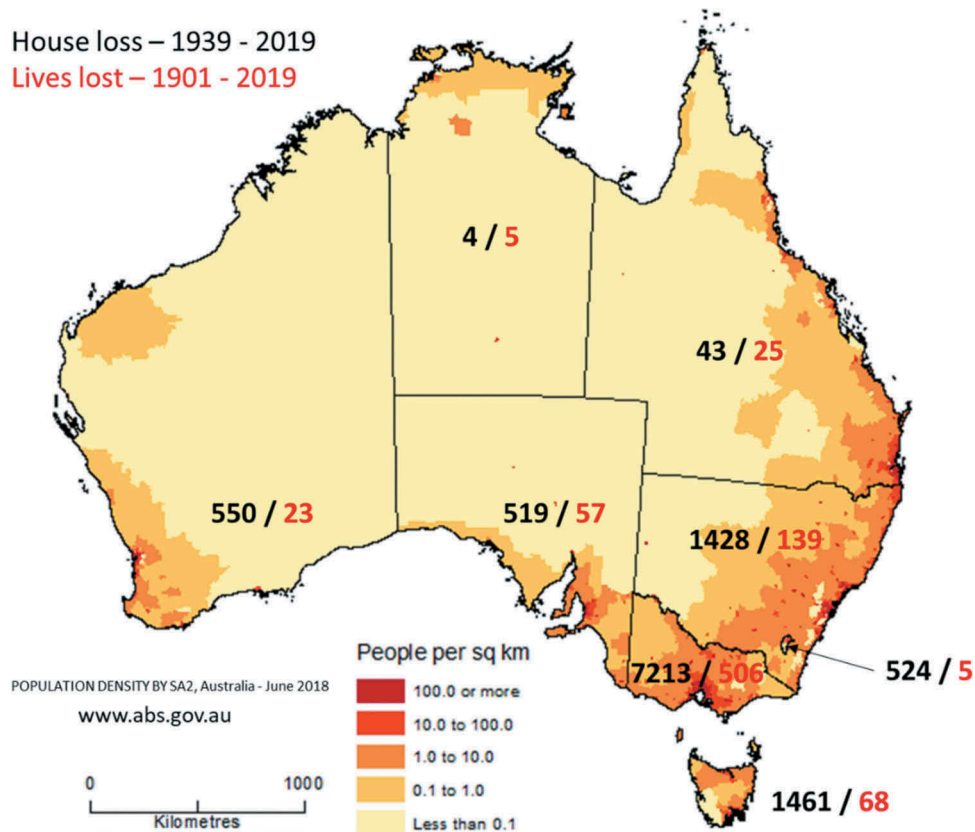 House loss – 1939 - 2019
Lives lost – 1901 - 2019
4 / 5
43 / 25
550 / 23
519 / 57
1428 / 139
7213 / 506
524 / 5
1461 / 68
People per sq km
100.0 or more
10.0 to 100.0
1.0 to 10.0
0.1 to 1.0
Less than 0.1
POPULATION DENSITY BY SA2, Australia - June 2018
www.abs.gov.au
0 1000
Kilometres